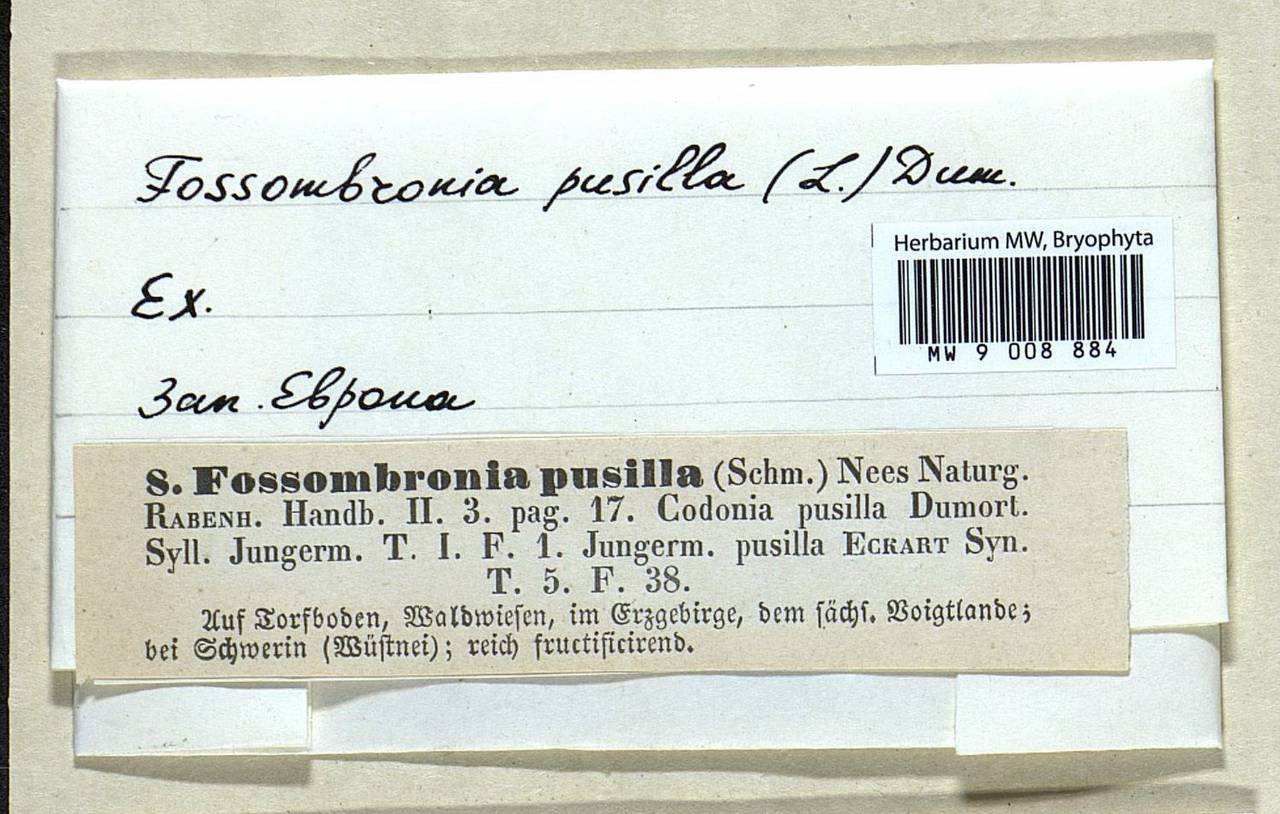 Fossombronia pusilla (L.) Dum.
Herbarium MW, Bryophyta
MW 9 008 884
Ex.
Зап. Европа
8. Fossombronia pusilla (Schm.) Nees Naturg.
RABENH. Handb. II. 3. pag. 17. Codonia pusilla Dumort.
Syll. Jungerm. T. I. F. 1. Jungerm. pusilla ECKART Syn.
T. 5. F. 38.
Auf Torfboden, Waldwiesen, im Erzgebirge, dem sächs. Voigtlande;
bei Schwerin (Wüstnei); reich fructificirend.